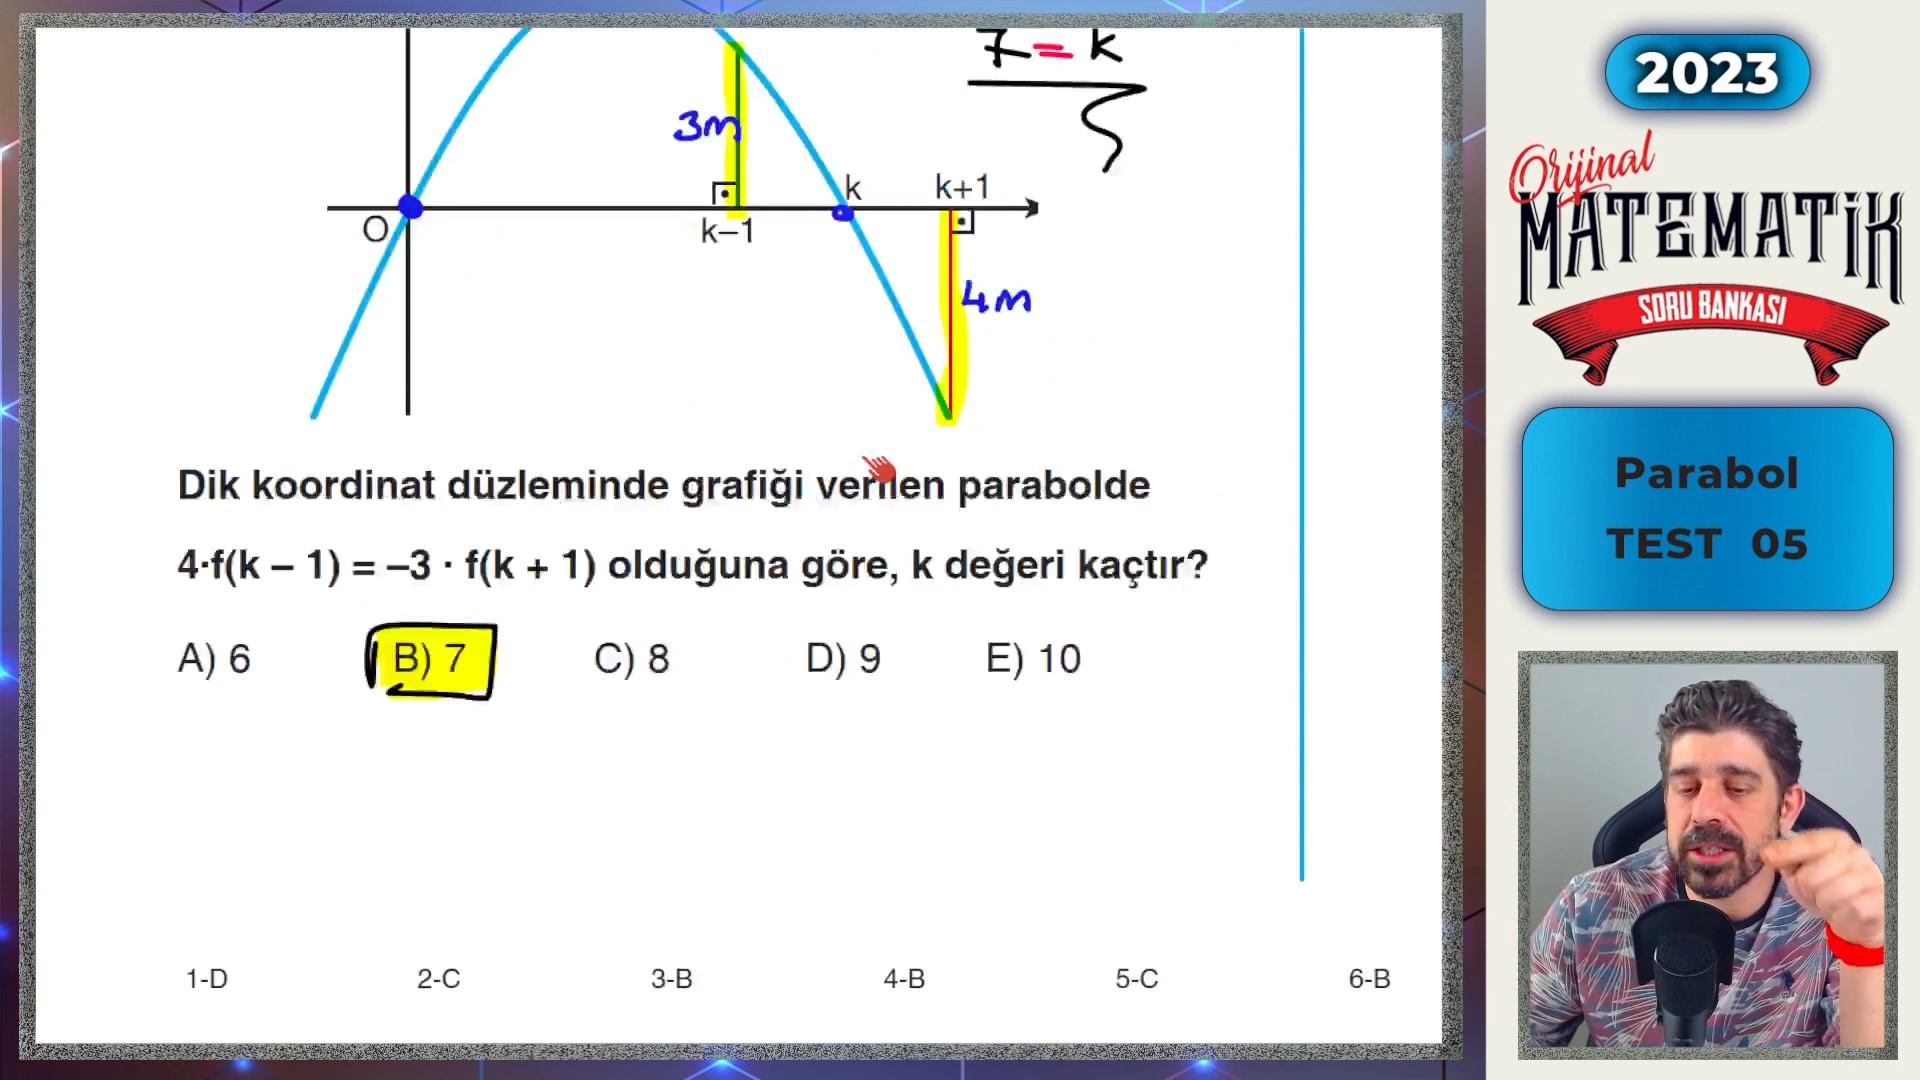 7 = k
3m
k
k+1
O
k–1
4m
Dik koordinat düzleminde grafiği verilen parabolde
4·f(k – 1) = –3 · f(k + 1) olduğuna göre, k değeri kaçtır?
A) 6 B) 7 C) 8 D) 9 E) 10
1-D 2-C 3-B 4-B 5-C 6-B
2023
Orijinal
MATEMATİK
SORU BANKASI
Parabol
TEST 05